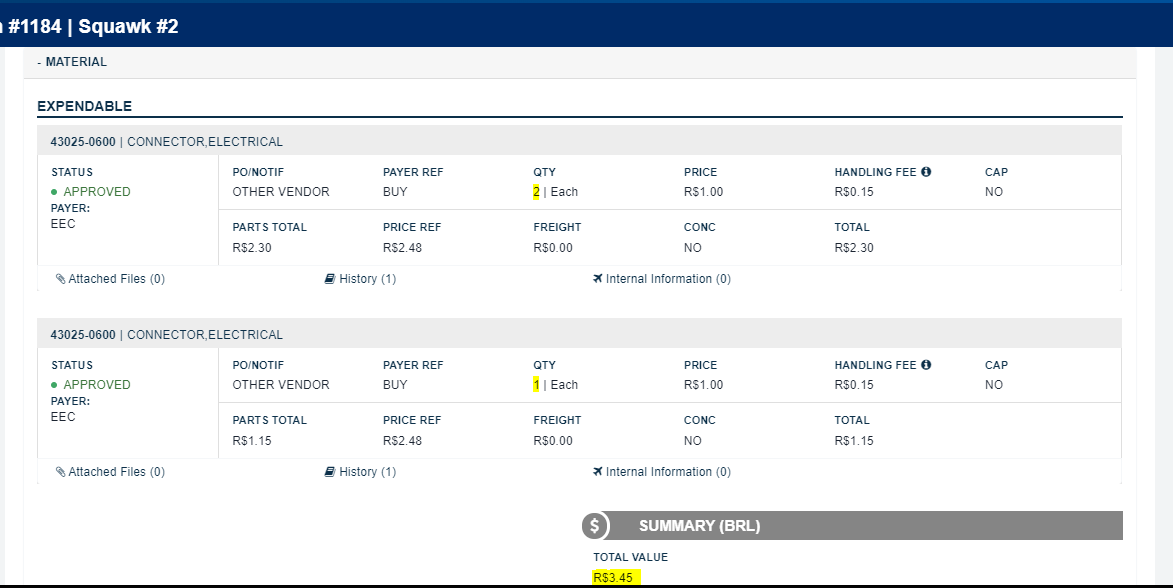 #1184 | Squawk #2
- MATERIAL
EXPENDABLE
43025-0600 | CONNECTOR,ELECTRICAL
STATUS PO/NOTIF PAYER REF QTY PRICE HANDLING FEE CAP
APPROVED OTHER VENDOR BUY 2 | Each R$1.00 R$0.15 NO
PAYER:
EEC
PARTS TOTAL PRICE REF FREIGHT CONC TOTAL
R$2.30 R$2.48 R$0.00 NO R$2.30
Attached Files (0) History (1) Internal Information (0)
43025-0600 | CONNECTOR,ELECTRICAL
STATUS PO/NOTIF PAYER REF QTY PRICE HANDLING FEE CAP
APPROVED OTHER VENDOR BUY 1 | Each R$1.00 R$0.15 NO
PAYER:
EEC
PARTS TOTAL PRICE REF FREIGHT CONC TOTAL
R$1.15 R$2.48 R$0.00 NO R$1.15
Attached Files (0) History (1) Internal Information (0)
$ SUMMARY (BRL)
TOTAL VALUE
R$3.45